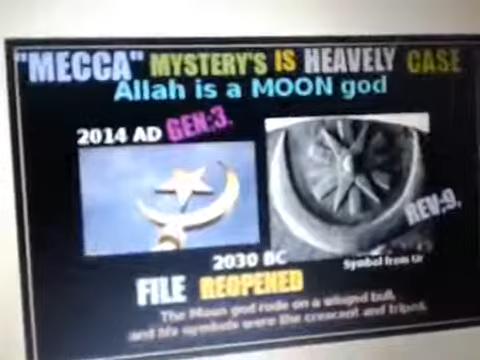 "MECCA" MYSTERY'S IS HEAVELY CASE
Allah is a MOON god
2014 AD GEN:3.
REV:9,
2030 BC
Symbol from Ur
FILE REOPENED
The Moon god rode on a winged bull,
and his symbols were the crescent and tripod.